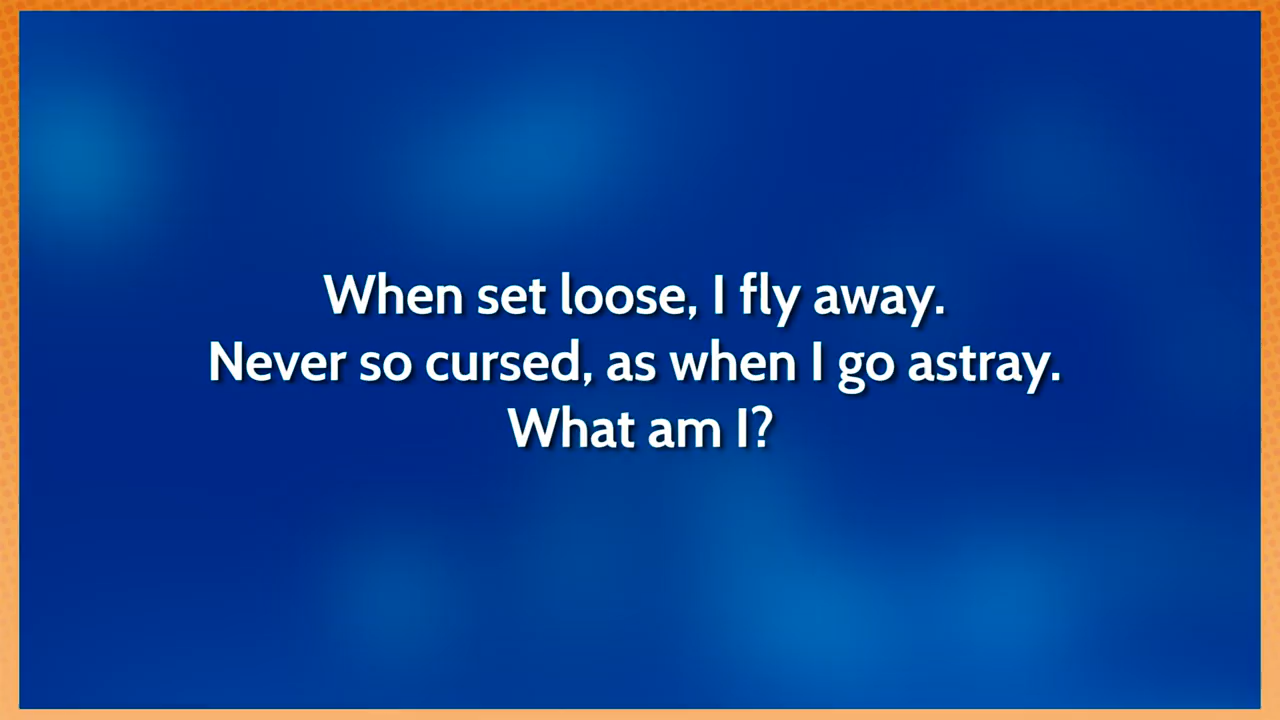 When set loose, I fly away.
Never so cursed, as when I go astray.
What am I?